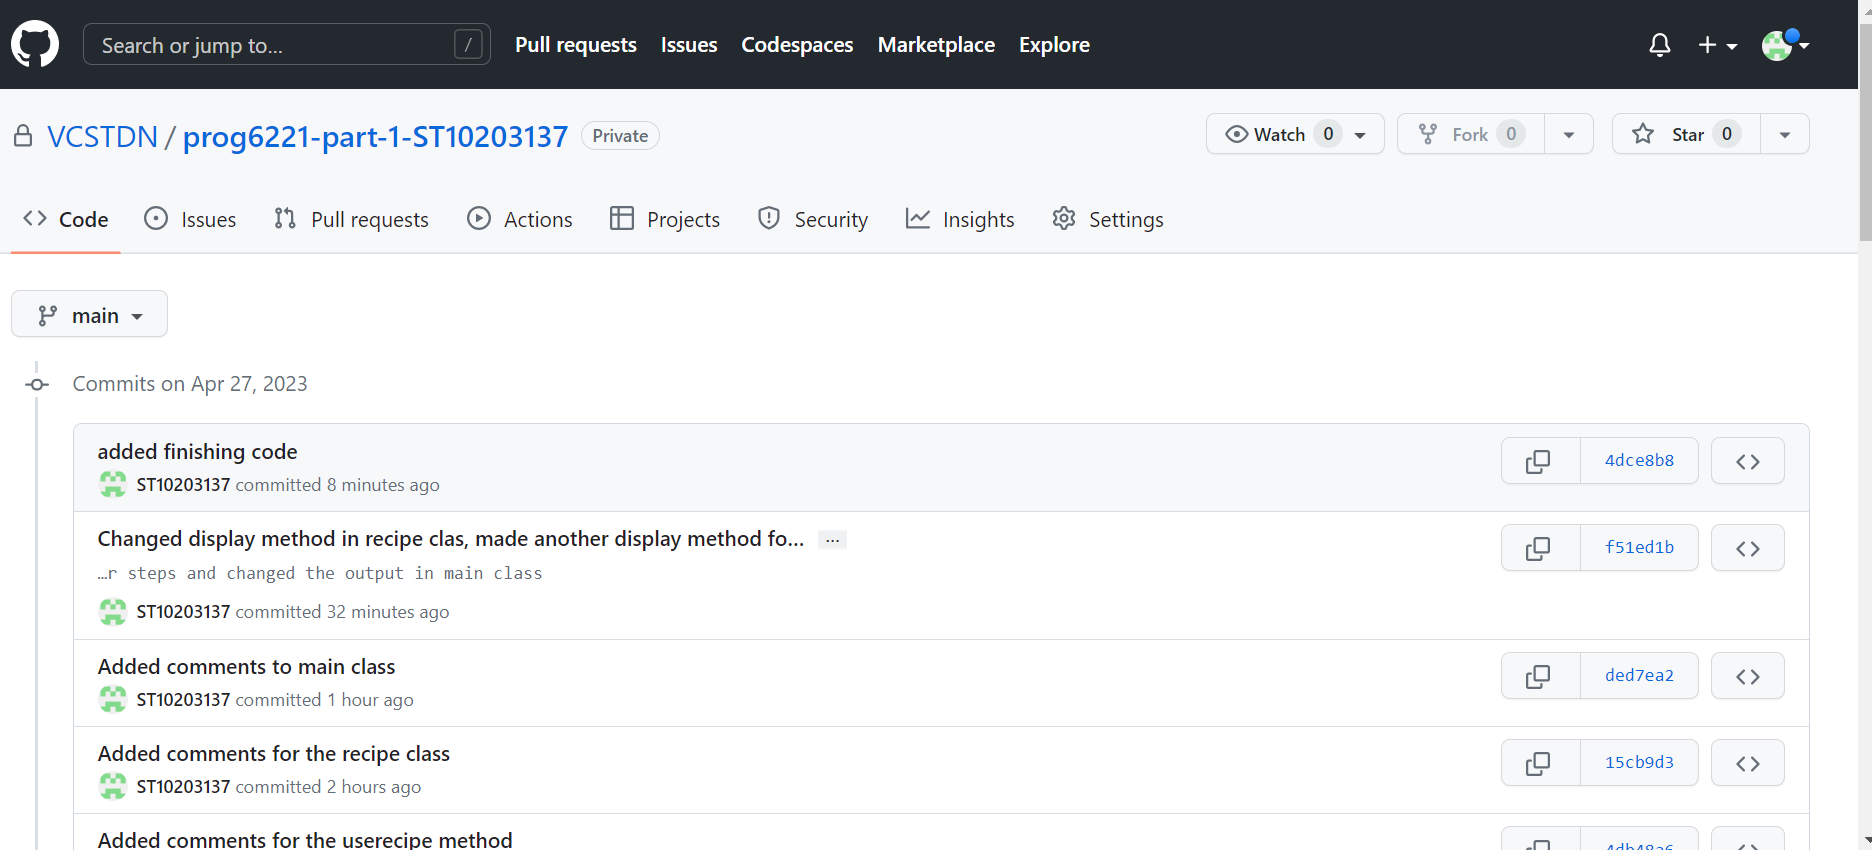 Search or jump to... /
Pull requests Issues Codespaces Marketplace Explore
VCSTDN / prog6221-part-1-ST10203137 Private
Watch 0 Fork 0 Star 0
Code Issues Pull requests Actions Projects Security Insights Settings
main
Commits on Apr 27, 2023
added finishing code
ST10203137 committed 8 minutes ago
4dce8b8
Changed display method in recipe clas, made another display method fo... ...
…r steps and changed the output in main class
ST10203137 committed 32 minutes ago
f51ed1b
Added comments to main class
ST10203137 committed 1 hour ago
ded7ea2
Added comments for the recipe class
ST10203137 committed 2 hours ago
15cb9d3
Added comments for the userecipe method